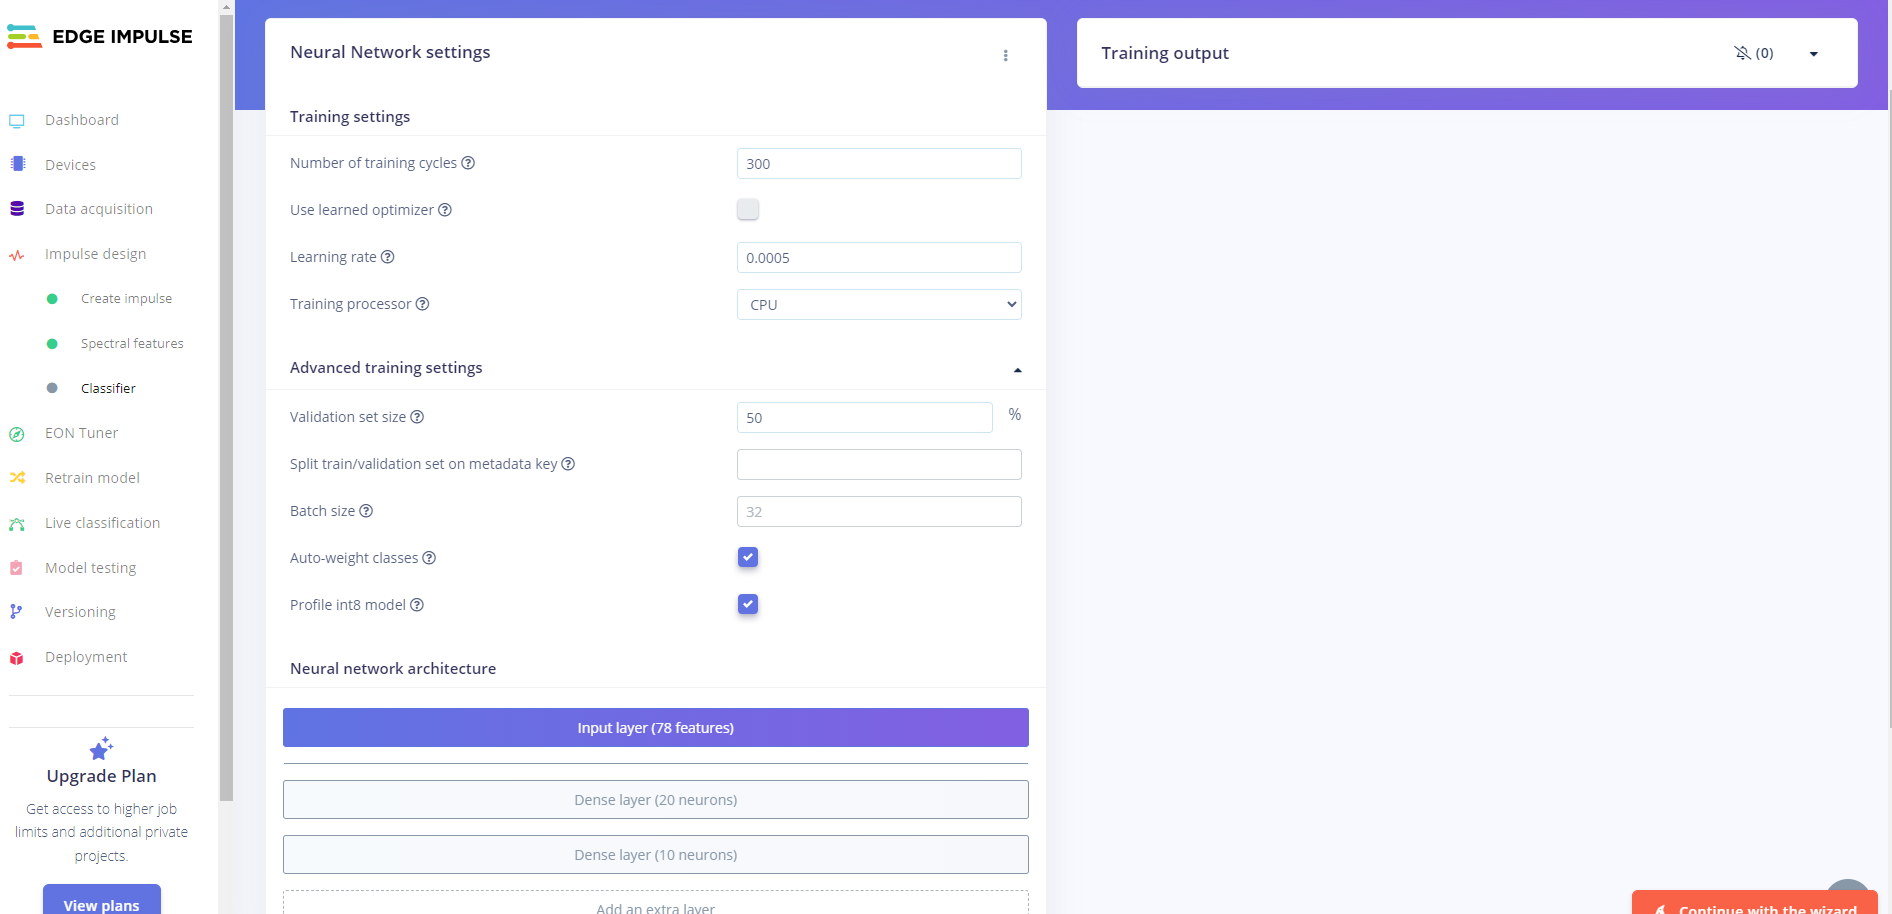 EDGE IMPULSE
Dashboard
Devices
Data acquisition
Impulse design
Create impulse
Spectral features
Classifier
EON Tuner
Retrain model
Live classification
Model testing
Versioning
Deployment
Upgrade Plan
Get access to higher job
limits and additional private
projects.
View plans
Neural Network settings
Training settings
Number of training cycles
300
Use learned optimizer
Learning rate
0.0005
Training processor
CPU
Advanced training settings
Validation set size
50
%
Split train/validation set on metadata key
Batch size
32
Auto-weight classes
Profile int8 model
Neural network architecture
Input layer (78 features)
Dense layer (20 neurons)
Dense layer (10 neurons)
Add an extra layer
Training output
(0)
Continue with the wizard